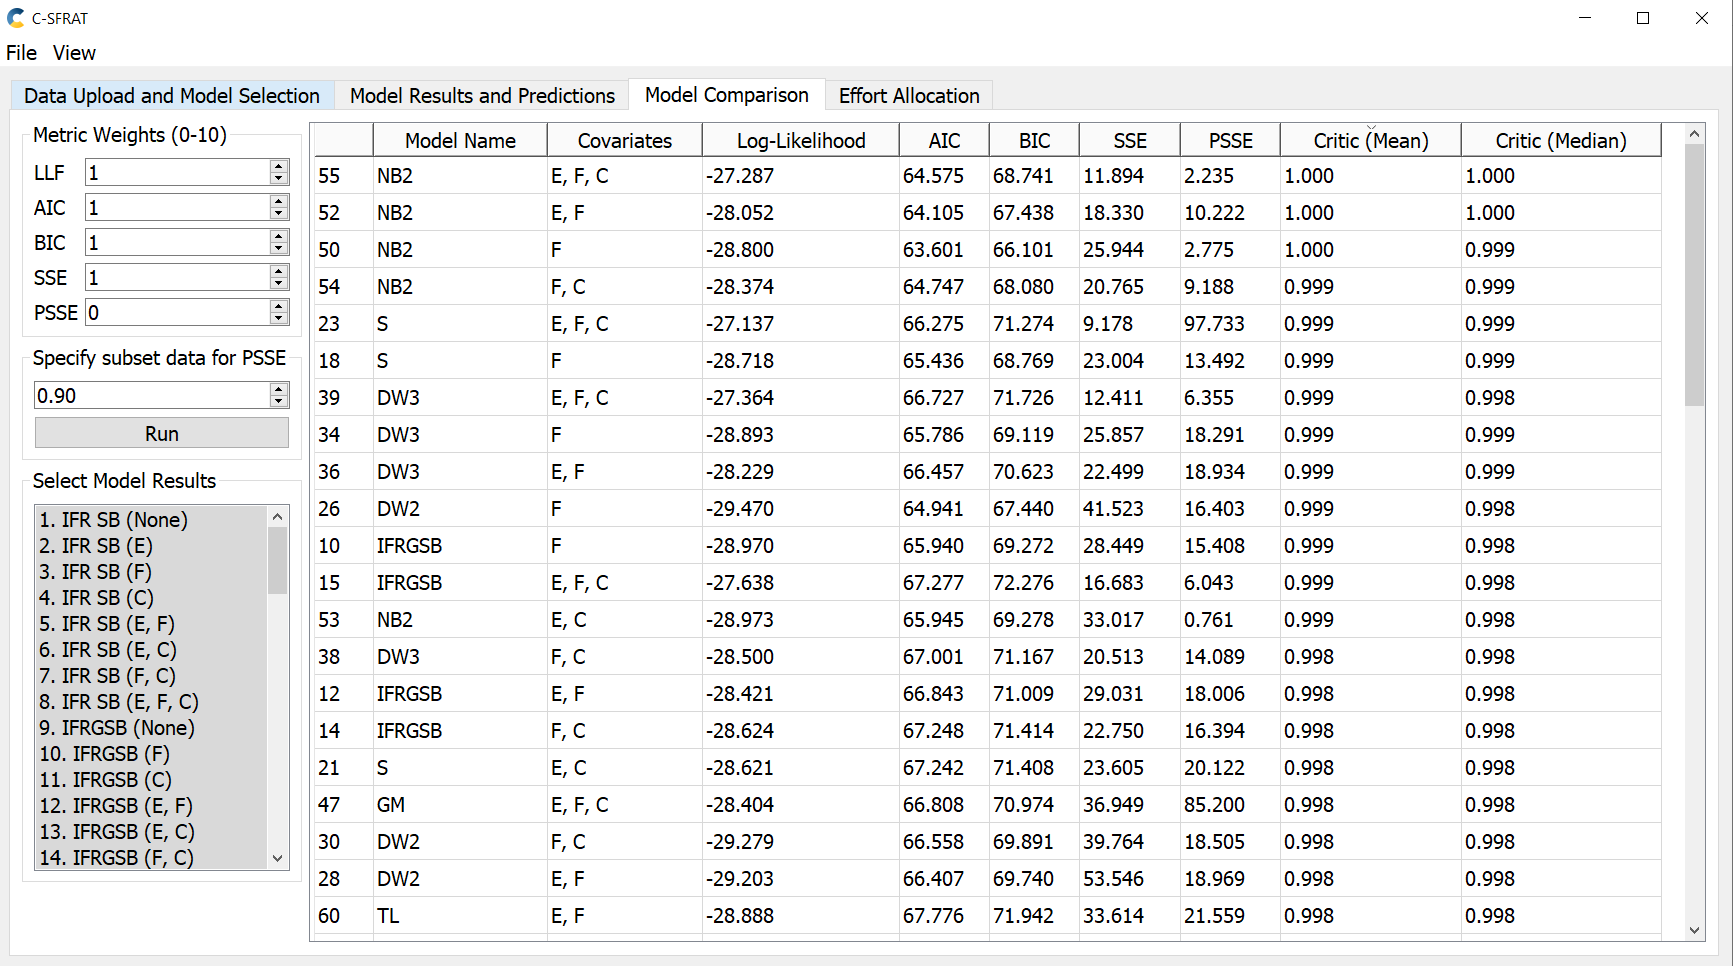 C-SFRAT
File View
Data Upload and Model Selection Model Results and Predictions Model Comparison Effort Allocation
Metric Weights (0-10)
LLF 1
AIC 1
BIC 1
SSE 1
PSSE 0
Specify subset data for PSSE
0.90
Run
Select Model Results
1. IFR SB (None)
2. IFR SB (E)
3. IFR SB (F)
4. IFR SB (C)
5. IFR SB (E, F)
6. IFR SB (E, C)
7. IFR SB (F, C)
8. IFR SB (E, F, C)
9. IFRGSB (None)
10. IFRGSB (F)
11. IFRGSB (C)
12. IFRGSB (E, F)
13. IFRGSB (E, C)
14. IFRGSB (F, C)
Model Name Covariates Log-Likelihood AIC BIC SSE PSSE Critic (Mean) Critic (Median)
55 NB2 E, F, C -27.287 64.575 68.741 11.894 2.235 1.000 1.000
52 NB2 E, F -28.052 64.105 67.438 18.330 10.222 1.000 1.000
50 NB2 F -28.800 63.601 66.101 25.944 2.775 1.000 0.999
54 NB2 F, C -28.374 64.747 68.080 20.765 9.188 0.999 0.999
23 S E, F, C -27.137 66.275 71.274 9.178 97.733 0.999 0.999
18 S F -28.718 65.436 68.769 23.004 13.492 0.999 0.999
39 DW3 E, F, C -27.364 66.727 71.726 12.411 6.355 0.999 0.998
34 DW3 F -28.893 65.786 69.119 25.857 18.291 0.999 0.999
36 DW3 E, F -28.229 66.457 70.623 22.499 18.934 0.999 0.999
26 DW2 F -29.470 64.941 67.440 41.523 16.403 0.999 0.998
10 IFRGSB F -28.970 65.940 69.272 28.449 15.408 0.999 0.998
15 IFRGSB E, F, C -27.638 67.277 72.276 16.683 6.043 0.999 0.998
53 NB2 E, C -28.973 65.945 69.278 33.017 0.761 0.999 0.998
38 DW3 F, C -28.500 67.001 71.167 20.513 14.089 0.998 0.998
12 IFRGSB E, F -28.421 66.843 71.009 29.031 18.006 0.998 0.998
14 IFRGSB F, C -28.624 67.248 71.414 22.750 16.394 0.998 0.998
21 S E, C -28.621 67.242 71.408 23.605 20.122 0.998 0.998
47 GM E, F, C -28.404 66.808 70.974 36.949 85.200 0.998 0.998
30 DW2 F, C -29.279 66.558 69.891 39.764 18.505 0.998 0.998
28 DW2 E, F -29.203 66.407 69.740 53.546 18.969 0.998 0.998
60 TL E, F -28.888 67.776 71.942 33.614 21.559 0.998 0.998